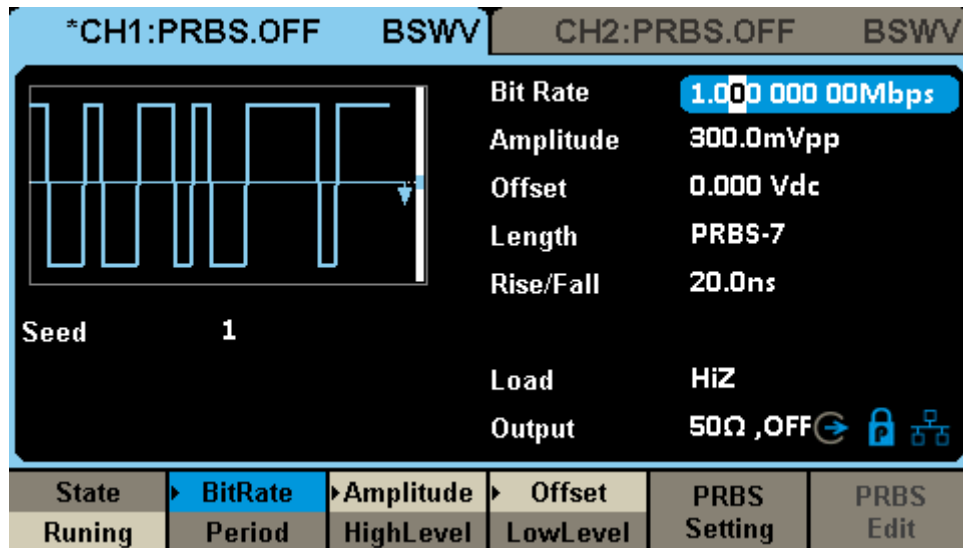 *CH1:PRBS.OFF BSWV CH2:PRBS.OFF BSWV
Bit Rate 1.000 000 00Mbps
Amplitude 300.0mVpp
Offset 0.000 Vdc
Length PRBS-7
Rise/Fall 20.0ns
Seed 1
Load HiZ
Output 50Ω ,OFF P
State BitRate Amplitude Offset PRBS PRBS
Runing Period HighLevel LowLevel Setting Edit